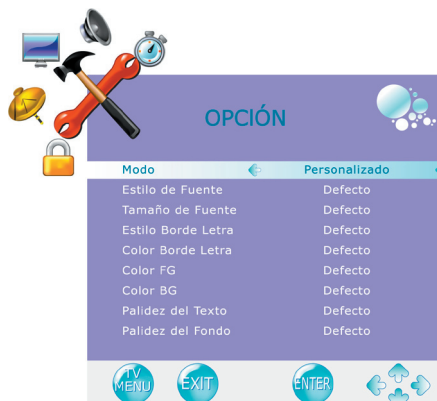 OPCIÓN
Modo Personalizado
Estilo de Fuente Defecto
Tamaño de Fuente Defecto
Estilo Borde Letra Defecto
Color Borde Letra Defecto
Color FG Defecto
Color BG Defecto
Palidez del Texto Defecto
Palidez del Fondo Defecto
TV MENU EXIT ENTER